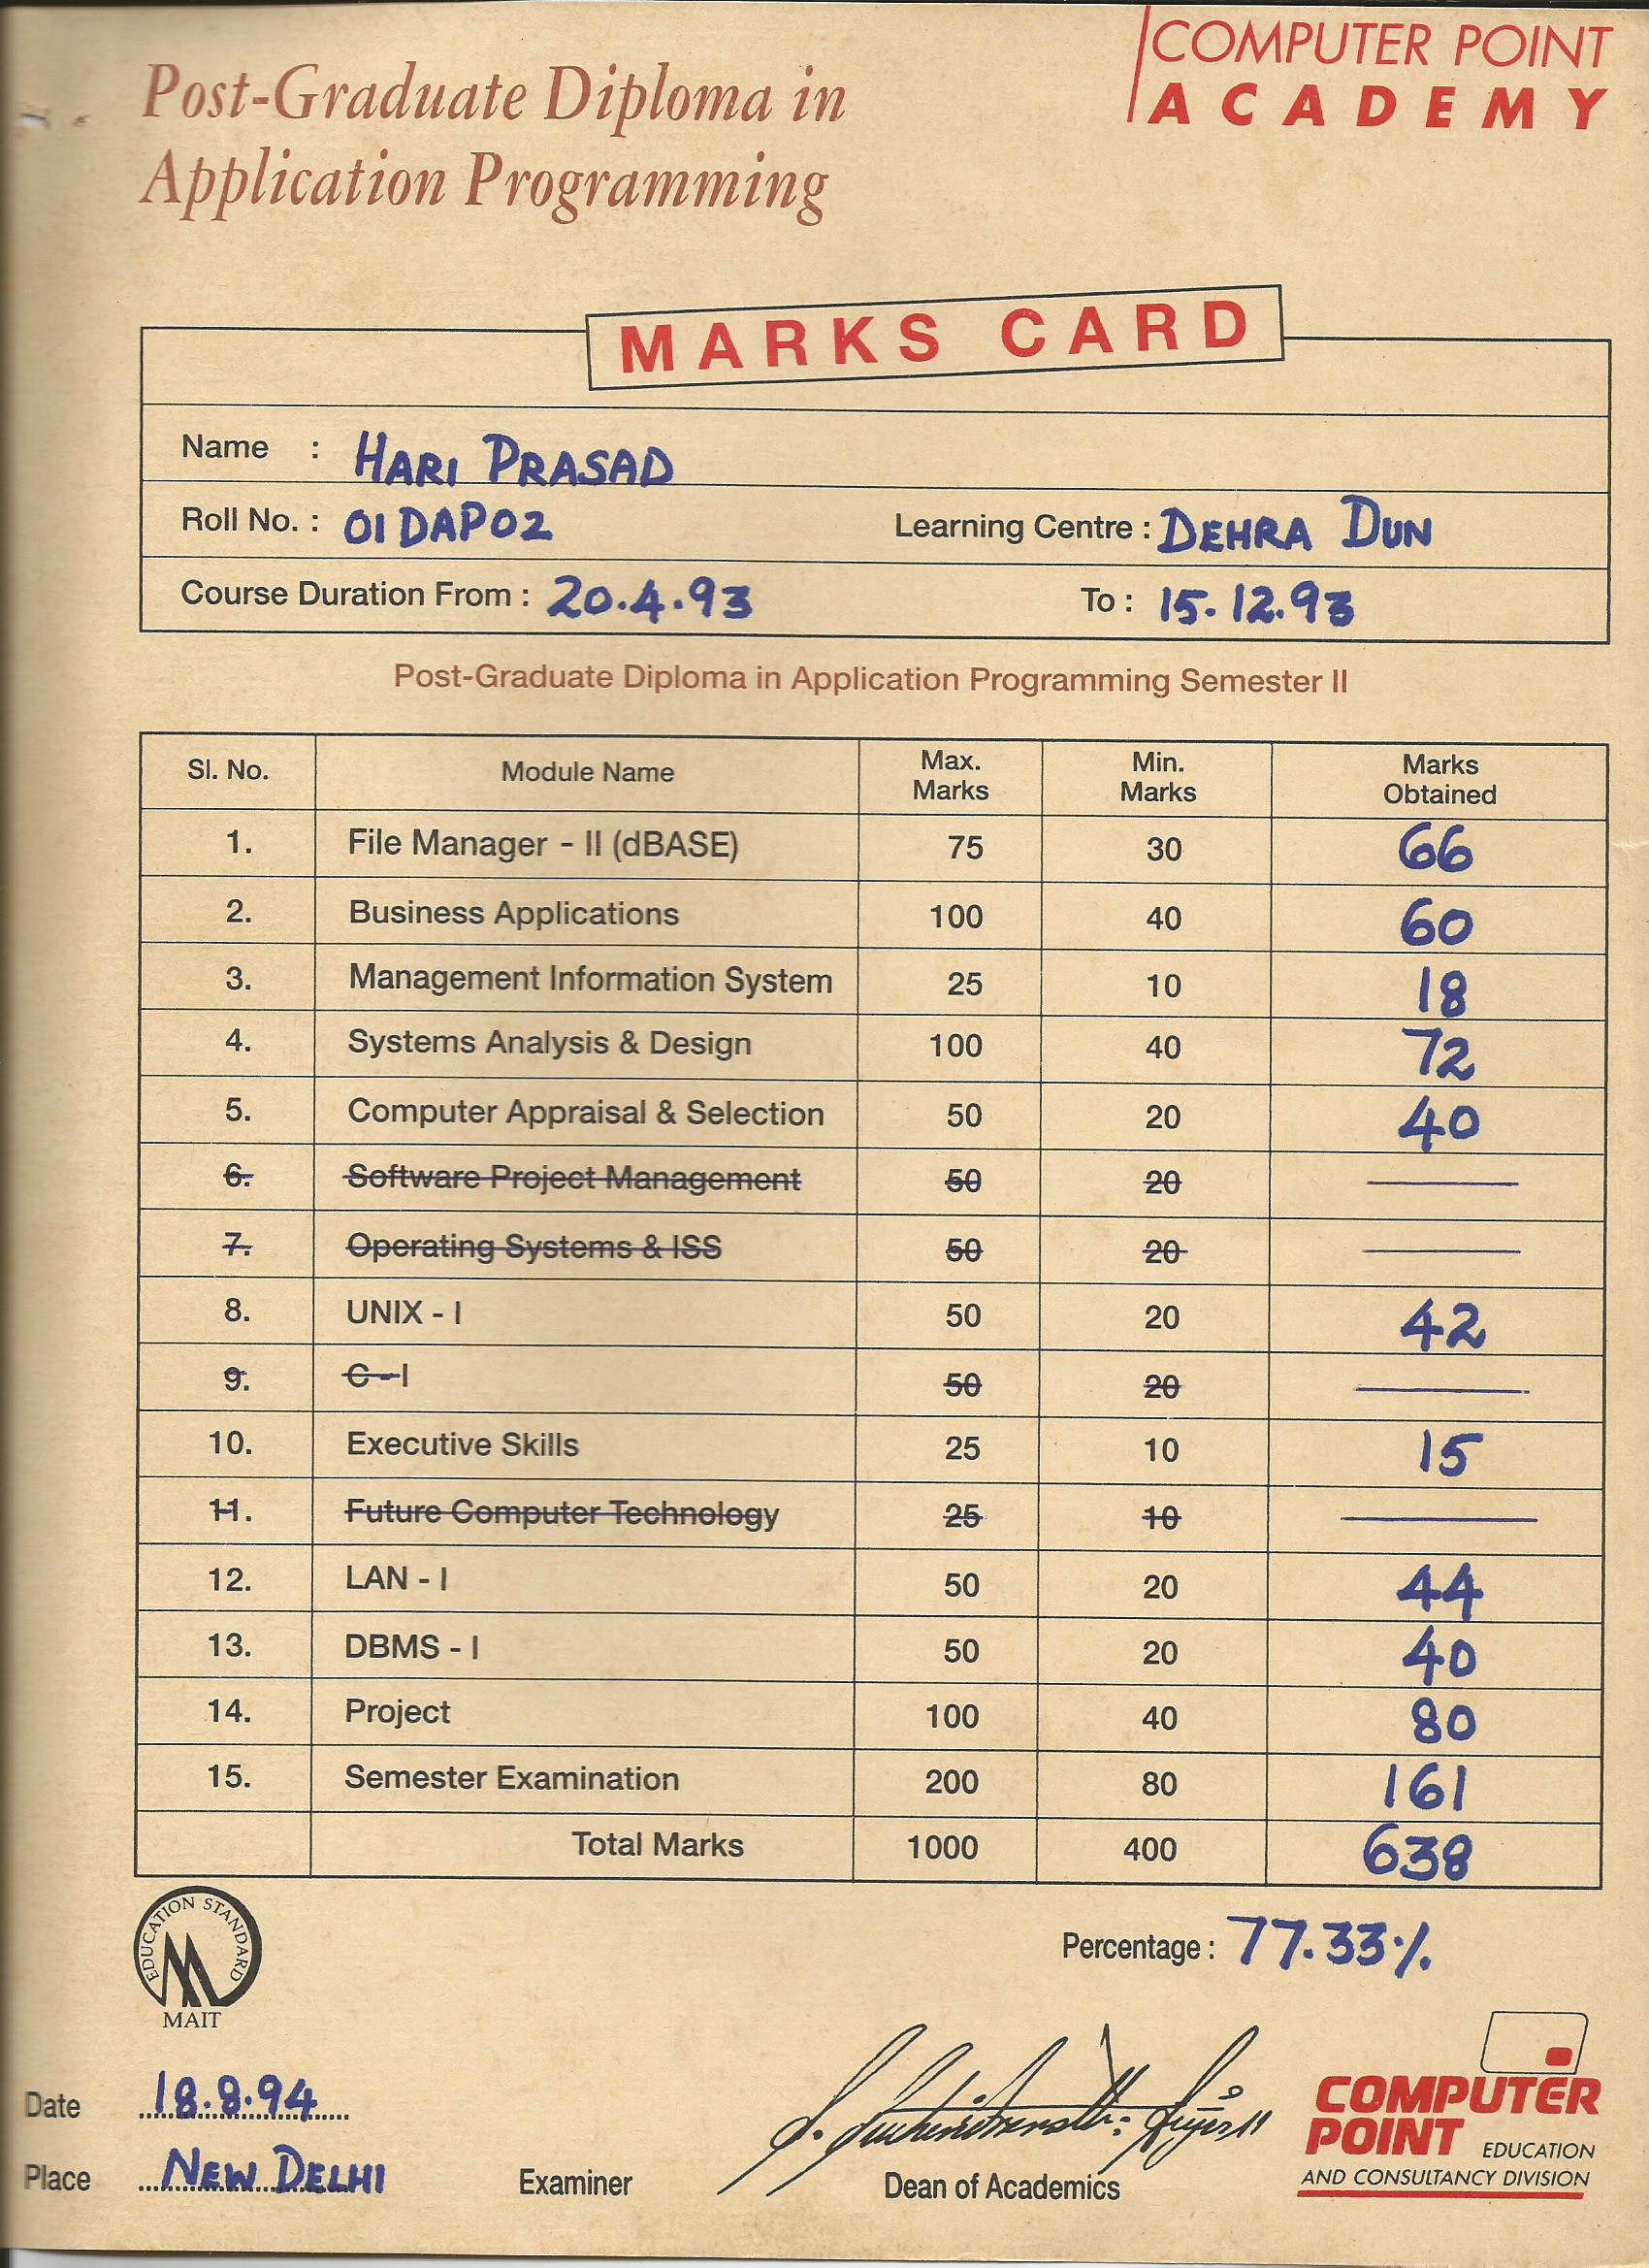 COMPUTER POINT
ACADEMY
Post-Graduate Diploma in
Application Programming
MARKS CARD
Name : HARI PRASAD
Roll No. : 01DAP02 Learning Centre : DEHRA DUN
Course Duration From : 20.4.93 To : 15.12.93
Post-Graduate Diploma in Application Programming Semester II
Sl. No. Module Name Max. Marks Min. Marks Marks Obtained
1. File Manager - II (dBASE) 75 30 66
2. Business Applications 100 40 60
3. Management Information System 25 10 18
4. Systems Analysis & Design 100 40 72
5. Computer Appraisal & Selection 50 20 40
6. Software Project Management 50 20
7. Operating Systems & ISS 50 20
8. UNIX - I 50 20 42
9. C - I 50 20
10. Executive Skills 25 10 15
11. Future Computer Technology 25 10
12. LAN - I 50 20 44
13. DBMS - I 50 20 40
14. Project 100 40 80
15. Semester Examination 200 80 161
Total Marks 1000 400 638
EDUCATION STANDARD
MAIT
Percentage : 77.33%
Date 18.8.94
Place NEW DELHI
Examiner
Dean of Academics
COMPUTER
POINT EDUCATION
AND CONSULTANCY DIVISION